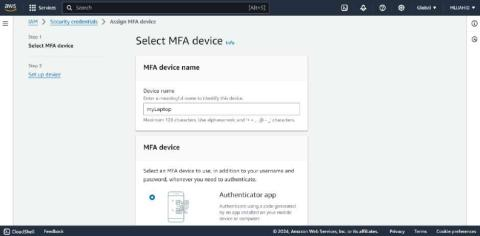 aws
Services
Search
[Alt+S]
Global
IAM > Security credentials > Assign MFA device
Step 1
Select MFA device
Step 2
Set up device
Select MFA device Info
MFA device name
Device name
Enter a meaningful name to identify this device.
myLaptop
Maximum 128 characters. Use alphanumeric and '+ = , . @ - _' characters.
MFA device
Select an MFA device to use, in addition to your username and
password, whenever you need to authenticate.
Authenticator app
Authenticate using a code generated
by an app installed on your mobile
device or computer.
CloudShell
Feedback
© 2024, Amazon Web Services, Inc. or its affiliates.
Privacy
Terms
Cookie preferences